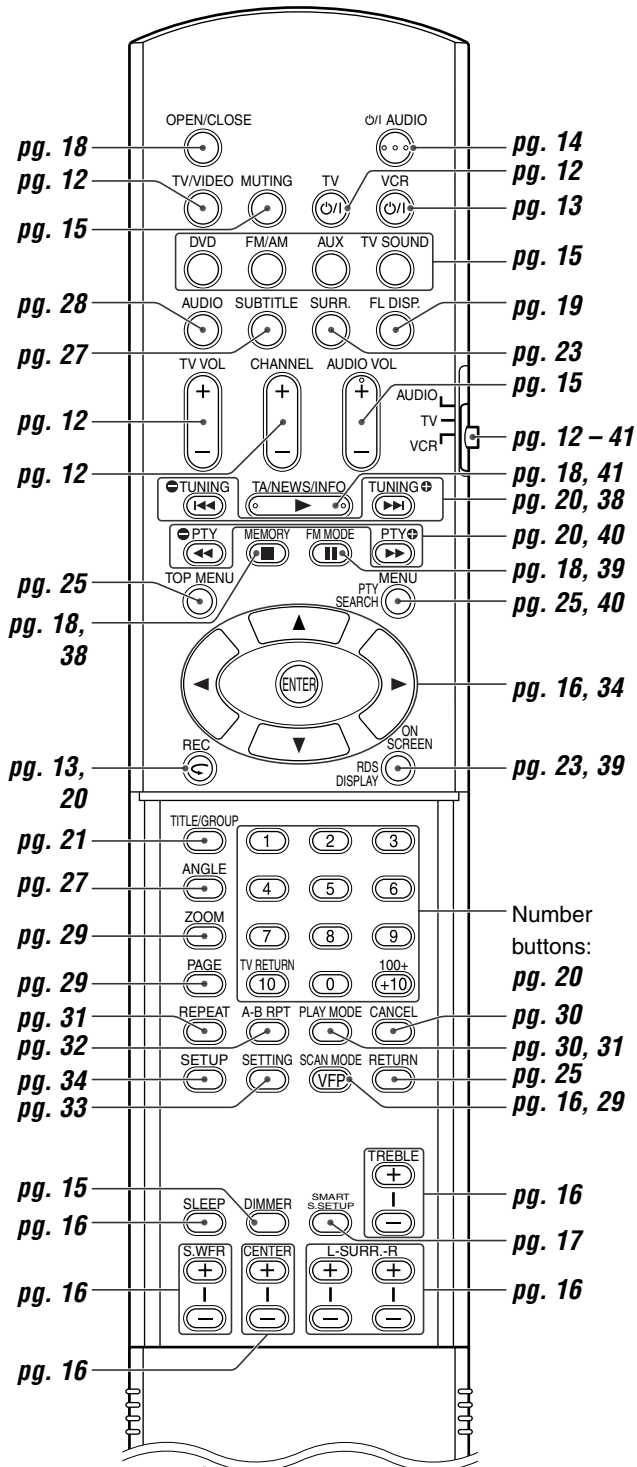 OPEN/CLOSE
⏻/I AUDIO
pg. 18
pg. 14
pg. 12
TV/VIDEO
MUTING
TV
VCR
pg. 12
⏻/I
⏻/I
pg. 13
pg. 15
DVD
FM/AM
AUX
TV SOUND
pg. 15
pg. 28
AUDIO
SUBTITLE
SURR.
FL DISP.
pg. 19
pg. 27
pg. 23
TV VOL
CHANNEL
AUDIO VOL
pg. 15
+
+
+
AUDIO
TV
VCR
pg. 12
–
–
–
pg. 12 – 41
pg. 12
pg. 18, 41
TUNING
TA/NEWS/INFO
TUNING
pg. 20, 38
PTY
MEMORY
FM MODE
PTY
pg. 20, 40
pg. 18, 39
pg. 25
TOP MENU
MENU
PTY
SEARCH
pg. 25, 40
pg. 18,
38
ENTER
pg. 16, 34
REC
ON
SCREEN
RDS
DISPLAY
pg. 23, 39
pg. 13,
20
TITLE/GROUP
pg. 21
1
2
3
ANGLE
pg. 27
4
5
6
ZOOM
pg. 29
7
8
9
Number
buttons:
pg. 20
PAGE
pg. 29
TV RETURN
10
0
100+
+10
REPEAT
A-B RPT
PLAY MODE
CANCEL
pg. 31
pg. 30
pg. 32
pg. 30, 31
SETUP
SETTING
SCAN MODE
VFP
RETURN
pg. 34
pg. 25
pg. 33
pg. 16, 29
TREBLE
+
–
pg. 16
pg. 15
SLEEP
DIMMER
SMART
S.SETUP
pg. 16
pg. 17
S.WFR
CENTER
L-SURR.-R
+
+
+
+
pg. 16
pg. 16
–
–
–
–
pg. 16